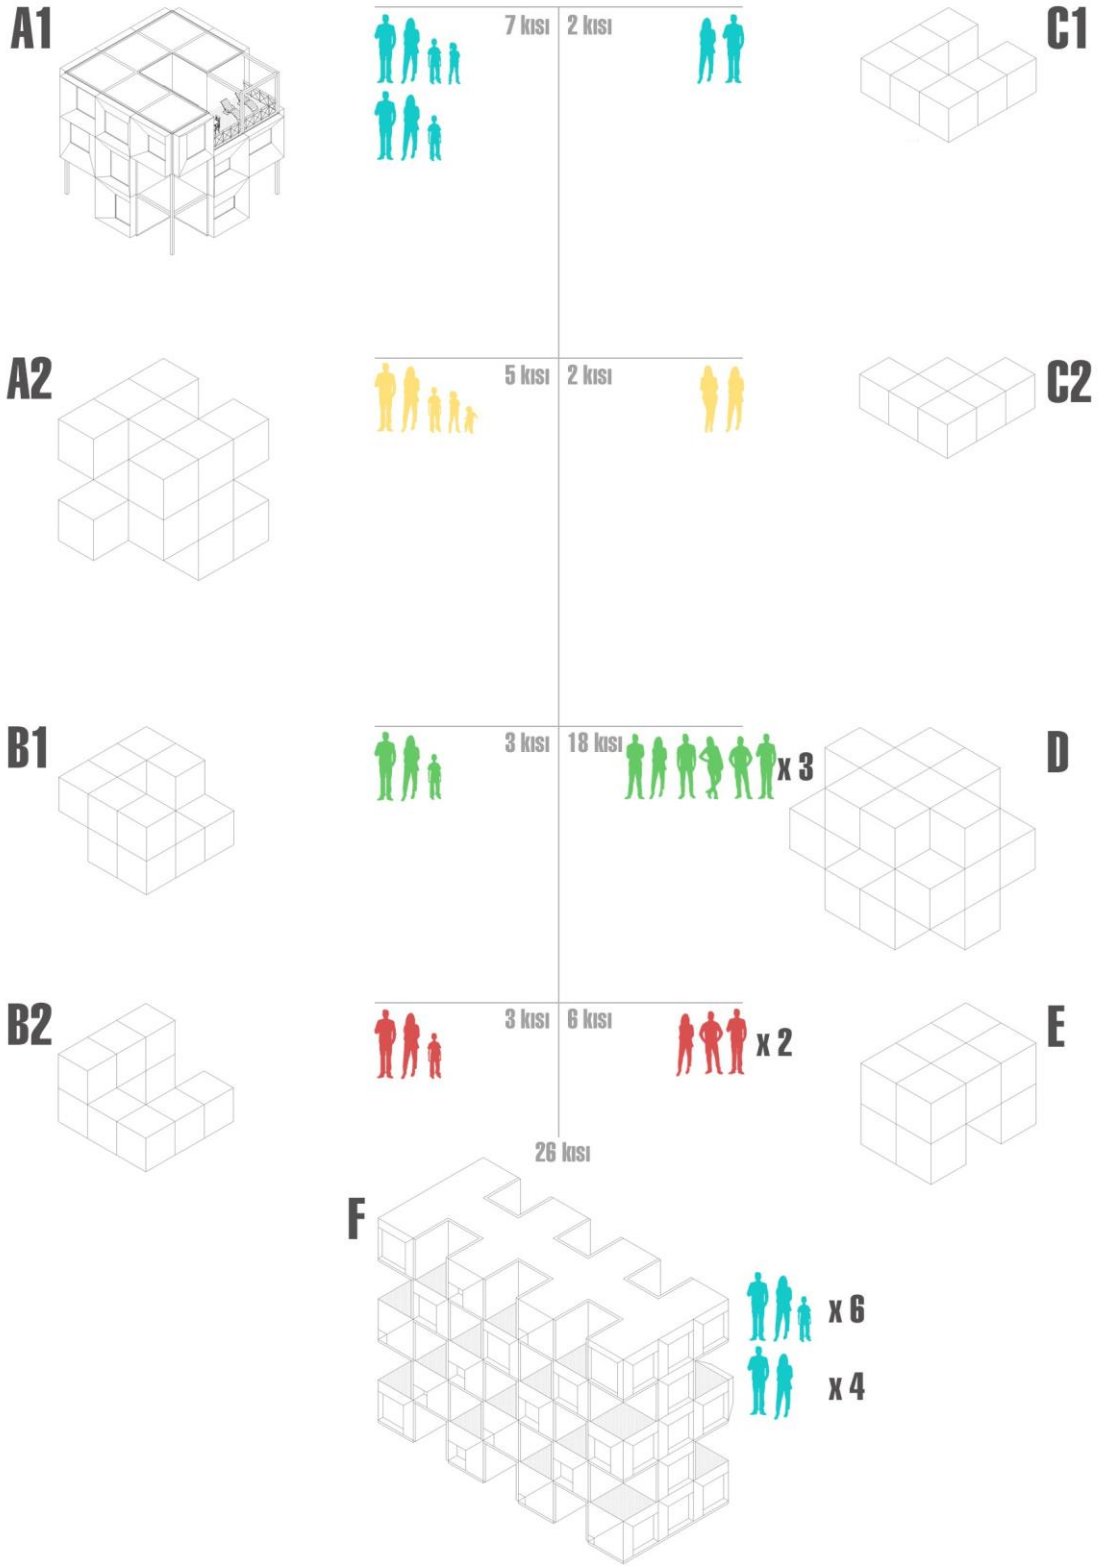 A1
7 kısı
2 kısı
C1
A2
5 kısı
2 kısı
C2
B1
3 kısı
18 kısı
x 3
D
B2
3 kısı
6 kısı
x 2
E
26 kısı
F
x 6
x 4